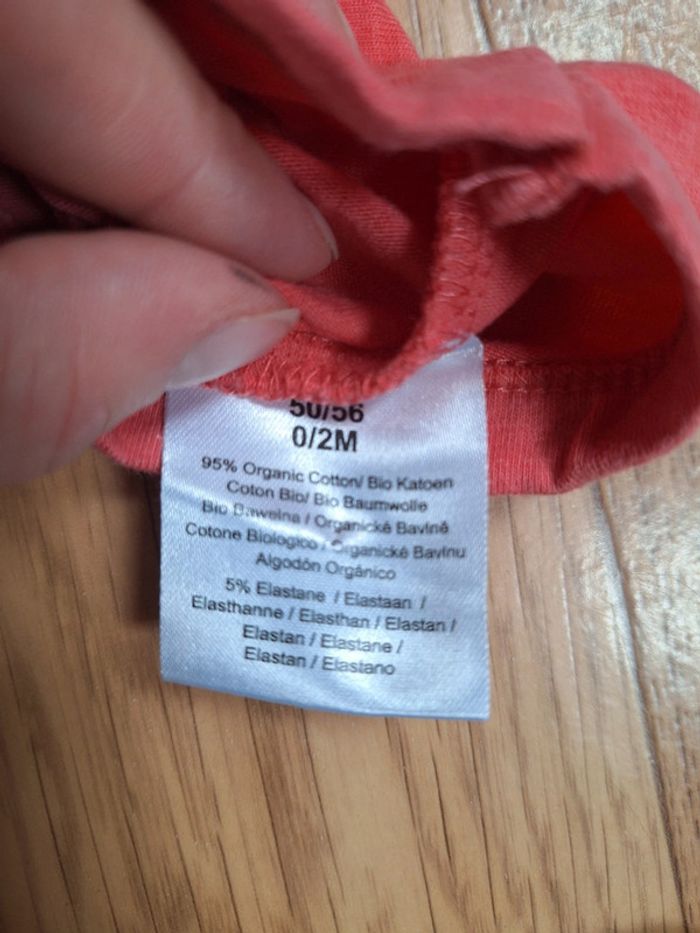 50/56
0/2M
95% Organic Cotton/ Bio Katoen
Coton Bio/ Bio Baumwolle
Bio Bawelna / Organické Bavlně
Cotone Biologico / Organické Bavlnu
Algodón Orgánico
5% Elastane / Elastaan /
Elasthanne / Elasthan / Elastan /
Elastan / Elastane /
Elastan / Elastano